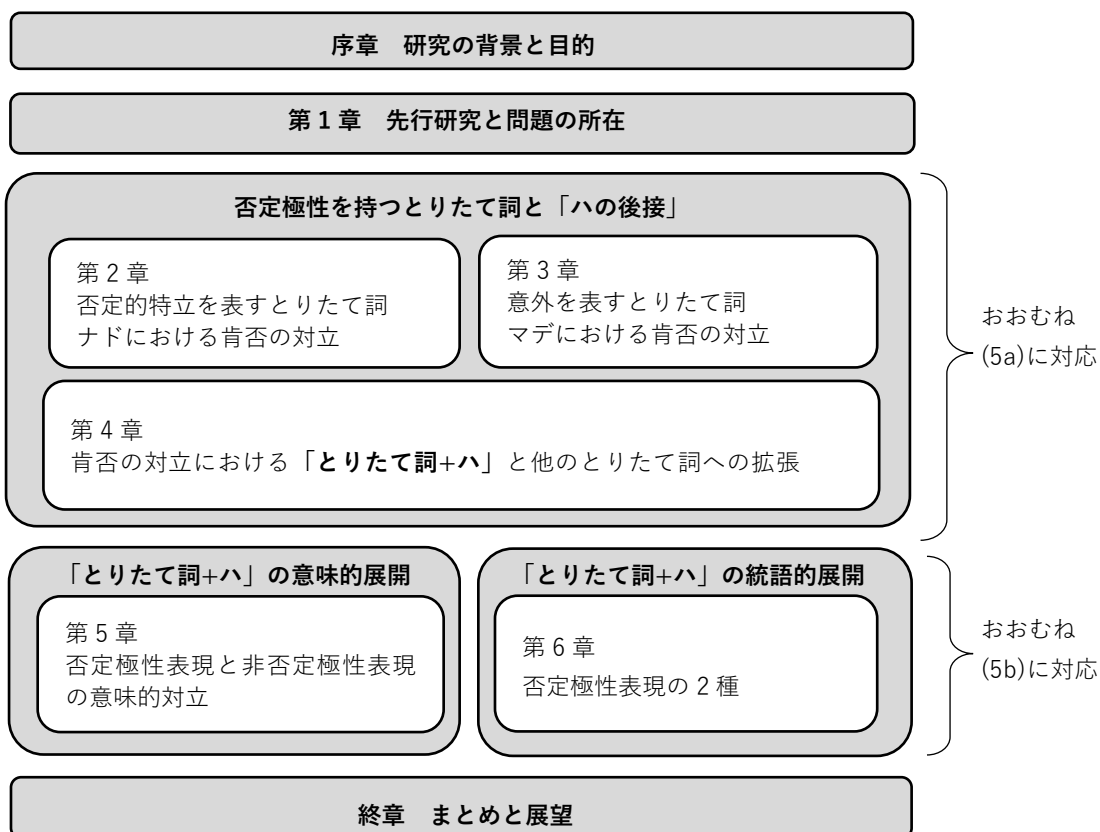 序章　研究の背景と目的
第1章　先行研究と問題の所在
否定極性を持つとりたて詞と「ハの後接」
第2章
否定的特立を表すとりたて詞
ナドにおける肯否の対立
第3章
意外を表すとりたて詞
マデにおける肯否の対立
第4章
肯否の対立における「とりたて詞+ハ」と他のとりたて詞への拡張
おおむね
(5a)に対応
「とりたて詞+ハ」の意味的展開
第5章
否定極性表現と非否定極性表現
の意味的対立
「とりたて詞+ハ」の統語的展開
第6章
否定極性表現の2種
おおむね
(5b)に対応
終章　まとめと展望